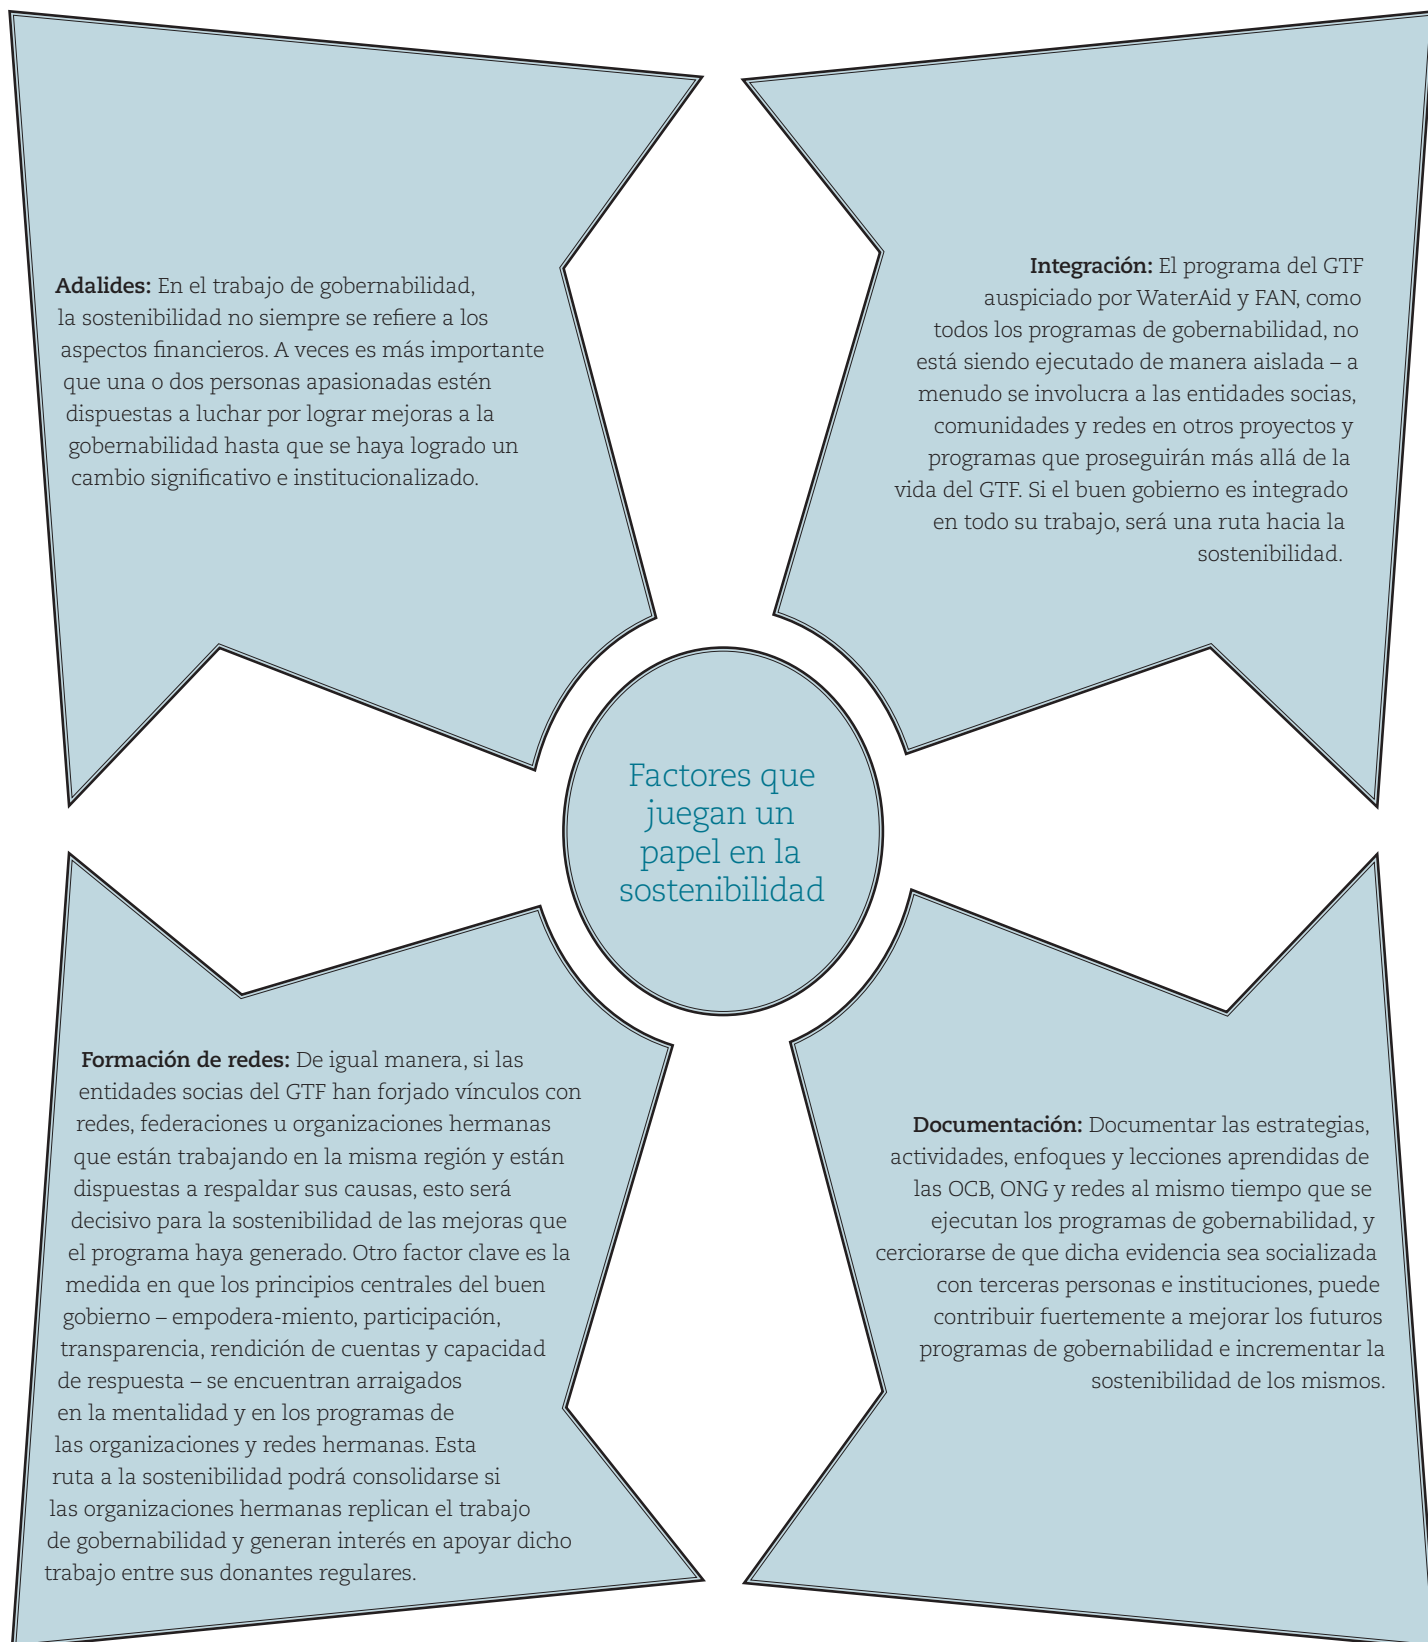 Adalides: En el trabajo de gobernabilidad,
la sostenibilidad no siempre se refiere a los
aspectos financieros. A veces es más importante
que una o dos personas apasionadas estén
dispuestas a luchar por lograr mejoras a la
gobernabilidad hasta que se haya logrado un
cambio significativo e institucionalizado.
Integración: El programa del GTF
auspiciado por WaterAid y FAN, como
todos los programas de gobernabilidad, no
está siendo ejecutado de manera aislada – a
menudo se involucra a las entidades socias,
comunidades y redes en otros proyectos y
programas que proseguirán más allá de la
vida del GTF. Si el buen gobierno es integrado
en todo su trabajo, será una ruta hacia la
sostenibilidad.
Factores que
juegan un
papel en la
sostenibilidad
Formación de redes: De igual manera, si las
entidades socias del GTF han forjado vínculos con
redes, federaciones u organizaciones hermanas
que están trabajando en la misma región y están
dispuestas a respaldar sus causas, esto será
decisivo para la sostenibilidad de las mejoras que
el programa haya generado. Otro factor clave es la
medida en que los principios centrales del buen
gobierno – empodera-miento, participación,
transparencia, rendición de cuentas y capacidad
de respuesta – se encuentran arraigados
en la mentalidad y en los programas de
las organizaciones y redes hermanas. Esta
ruta a la sostenibilidad podrá consolidarse si
las organizaciones hermanas replican el trabajo
de gobernabilidad y generan interés en apoyar dicho
trabajo entre sus donantes regulares.
Documentación: Documentar las estrategias,
actividades, enfoques y lecciones aprendidas de
las OCB, ONG y redes al mismo tiempo que se
ejecutan los programas de gobernabilidad, y
cerciorarse de que dicha evidencia sea socializada
con terceras personas e instituciones, puede
contribuir fuertemente a mejorar los futuros
programas de gobernabilidad e incrementar la
sostenibilidad de los mismos.